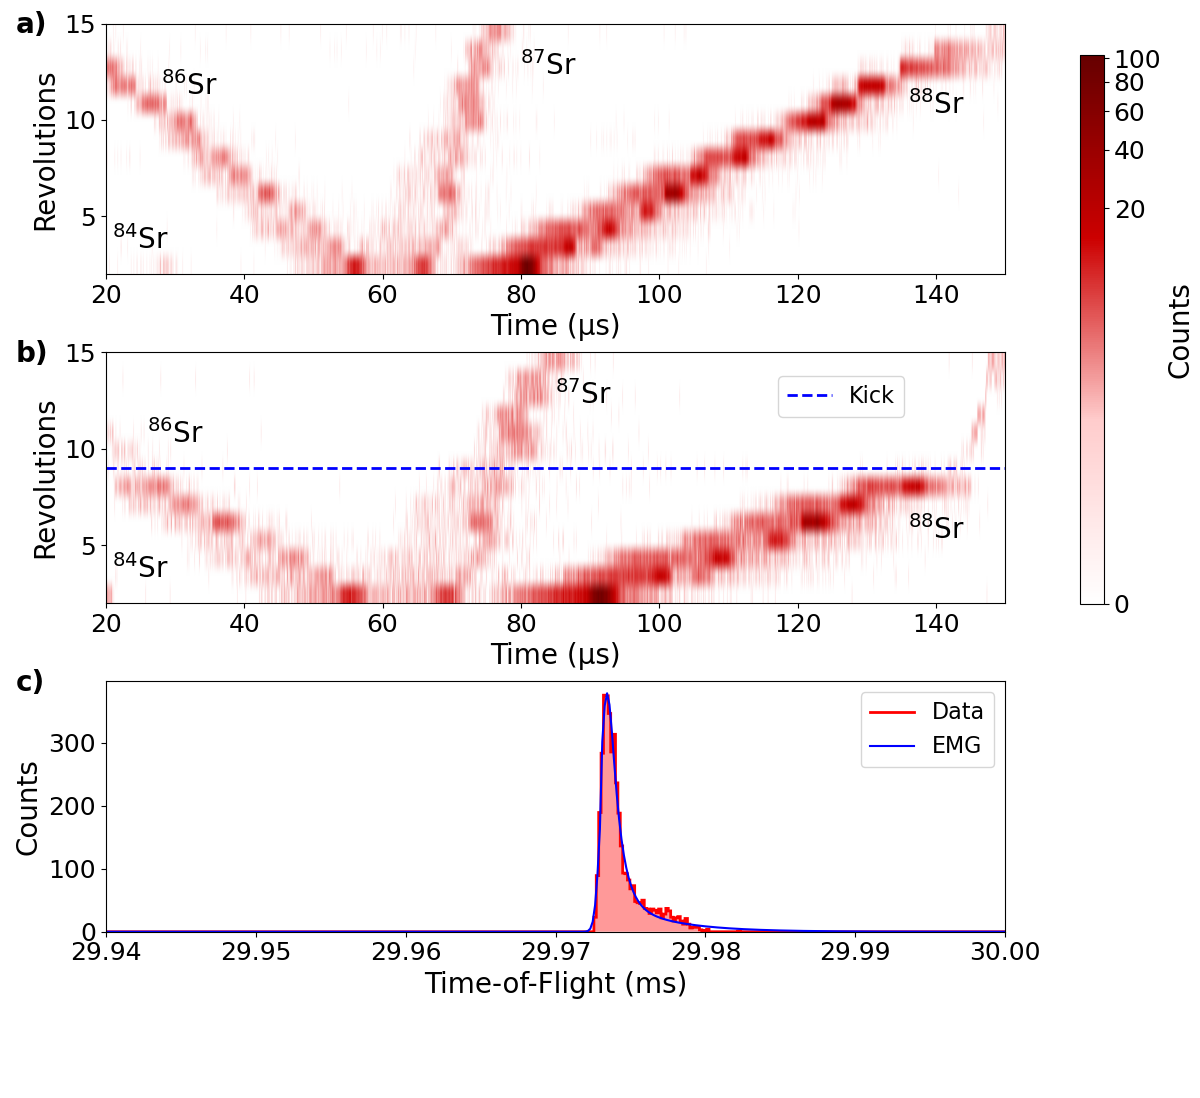 a)
15
10
5
Revolutions
⁸⁶Sr
⁸⁷Sr
⁸⁸Sr
⁸⁴Sr
20 40 60 80 100 120 140
Time (μs)
b)
15
10
5
Revolutions
⁸⁶Sr
⁸⁷Sr
Kick
⁸⁸Sr
⁸⁴Sr
20 40 60 80 100 120 140
Time (μs)
100
80
60
40
20
0
Counts
c)
300
200
100
0
Counts
Data
EMG
29.94 29.95 29.96 29.97 29.98 29.99 30.00
Time-of-Flight (ms)